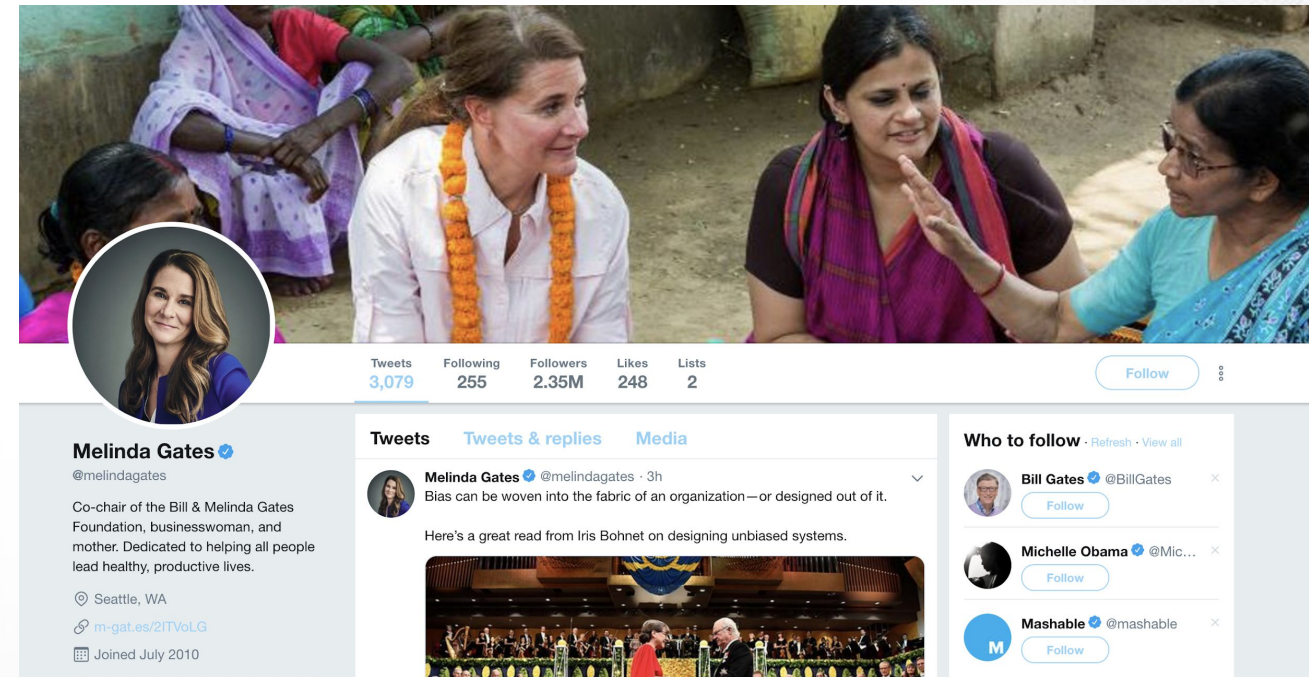 Tweets
3,079
Following
255
Followers
2.35M
Likes
248
Lists
2
Follow
Melinda Gates
@melindagates
Co-chair of the Bill & Melinda Gates
Foundation, businesswoman, and
mother. Dedicated to helping all people
lead healthy, productive lives.
Seattle, WA
m-gat.es/2ITVoLG
Joined July 2010
Tweets Tweets & replies Media
Melinda Gates @melindagates · 3h
Bias can be woven into the fabric of an organization—or designed out of it.
Here's a great read from Iris Bohnet on designing unbiased systems.
Who to follow · Refresh · View all
Bill Gates @BillGates
Follow
Michelle Obama @Mic...
Follow
Mashable @mashable
Follow
M